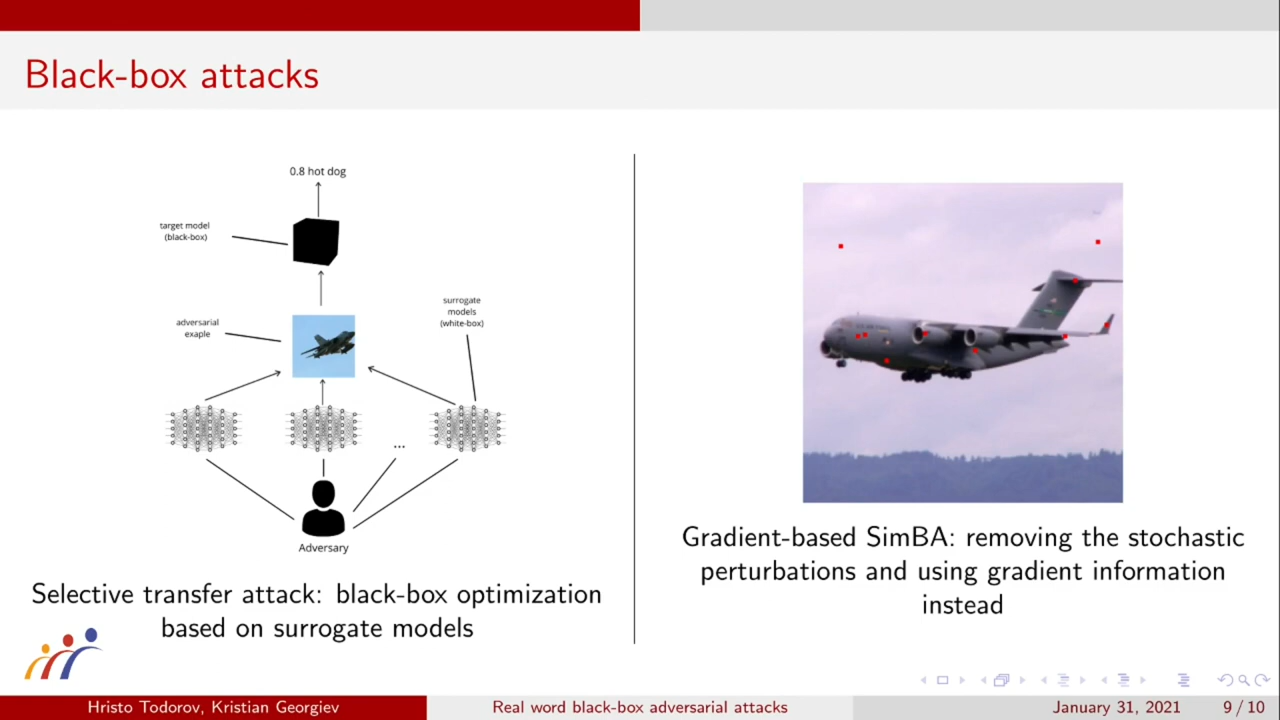 Black-box attacks
0.8 hot dog
target model
(black-box)
adversarial
exaple
surrogate
models
(white-box)
...
Adversary
Selective transfer attack: black-box optimization
based on surrogate models
Gradient-based SimBA: removing the stochastic
perturbations and using gradient information
instead
Hristo Todorov, Kristian Georgiev
Real word black-box adversarial attacks
January 31, 2021
9 / 10